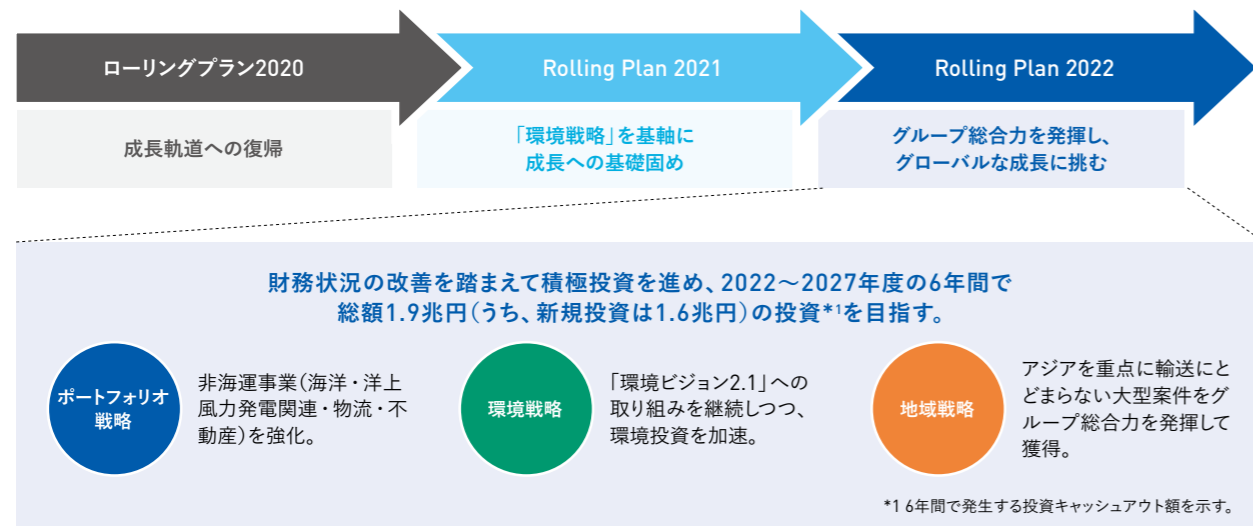 ローリングプラン2020
Rolling Plan 2021
Rolling Plan 2022
成長軌道への復帰
「環境戦略」を基軸に
成長への基礎固め
グループ総合力を発揮し、
グローバルな成長に挑む
財務状況の改善を踏まえて積極投資を進め、2022～2027年度の6年間で
総額1.9兆円（うち、新規投資は1.6兆円）の投資*1を目指す。
ポートフォリオ
戦略
非海運事業（海洋・洋上
風力発電関連・物流・不
動産）を強化。
環境戦略
「環境ビジョン2.1」への
取り組みを継続しつつ、
環境投資を加速。
地域戦略
アジアを重点に輸送にと
どまらない大型案件をグ
ループ総合力を発揮して
獲得。
*1 6年間で発生する投資キャッシュアウト額を示す。